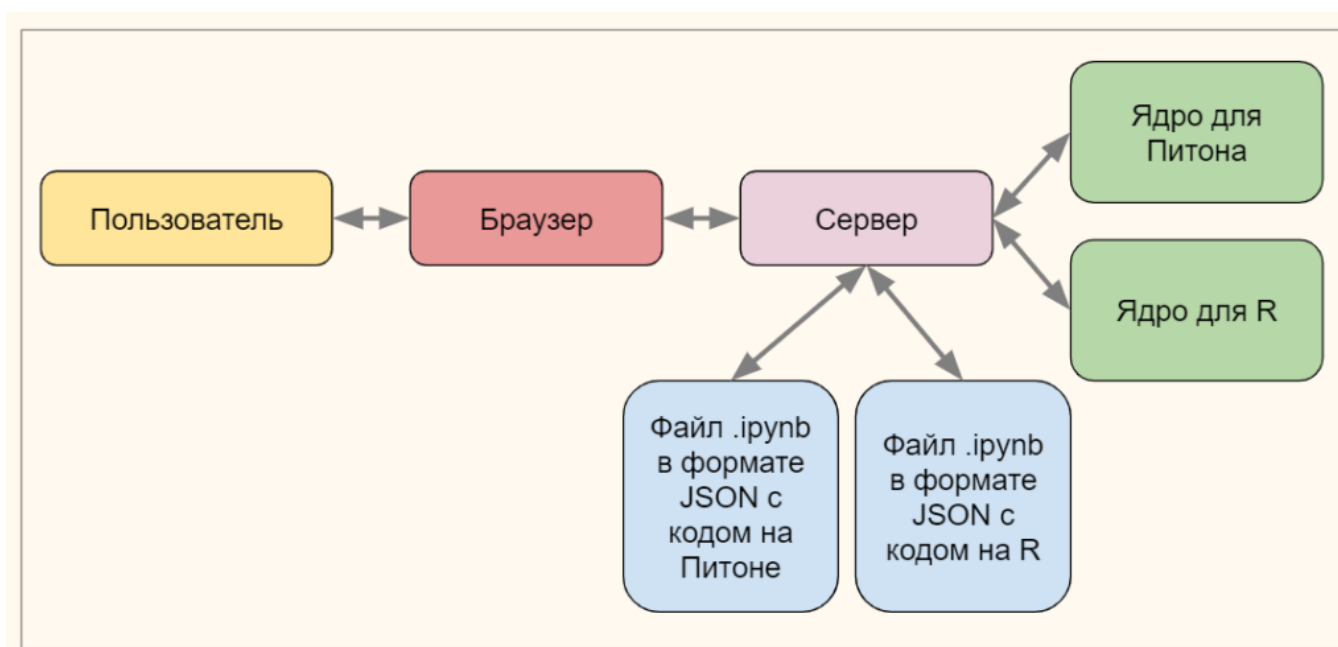 Пользователь
Браузер
Сервер
Ядро для
Питона
Ядро для R
Файл .ipynb
в формате
JSON с
кодом на
Питоне
Файл .ipynb
в формате
JSON с
кодом на R